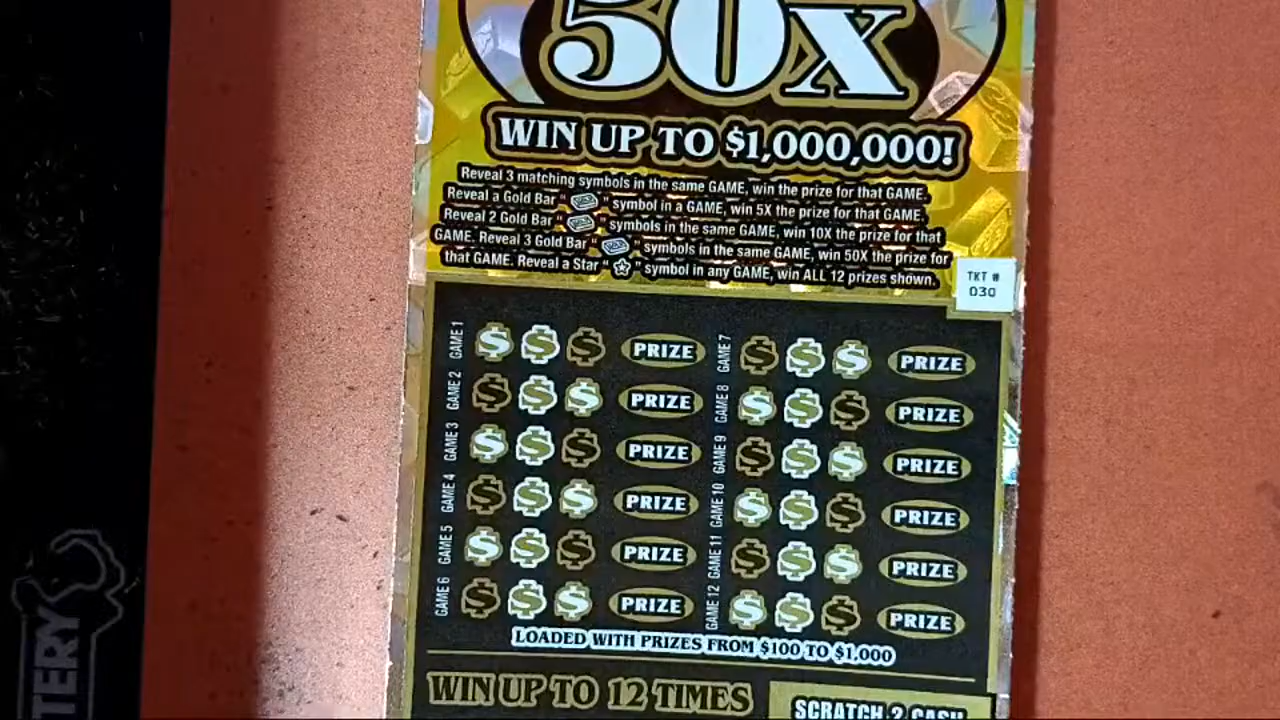 50X
WIN UP TO $1,000,000!
Reveal 3 matching symbols in the same GAME, win the prize for that GAME.
Reveal a Gold Bar " " symbol in a GAME, win 5X the prize for that GAME.
Reveal 2 Gold Bar " " symbols in the same GAME, win 10X the prize for that
GAME. Reveal 3 Gold Bar " " symbols in the same GAME, win 50X the prize for
that GAME. Reveal a Star " " symbol in any GAME, win ALL 12 prizes shown.
TKT #
030
GAME 1 $ $ $ PRIZE
GAME 2 $ $ $ PRIZE
GAME 3 $ $ $ PRIZE
GAME 4 $ $ $ PRIZE
GAME 5 $ $ $ PRIZE
GAME 6 $ $ $ PRIZE
GAME 7 $ $ $ PRIZE
GAME 8 $ $ $ PRIZE
GAME 9 $ $ $ PRIZE
GAME 10 $ $ $ PRIZE
GAME 11 $ $ $ PRIZE
GAME 12 $ $ $ PRIZE
LOADED WITH PRIZES FROM $100 TO $1,000
WIN UP TO 12 TIMES
SCRATCH 2 CASH
TERY